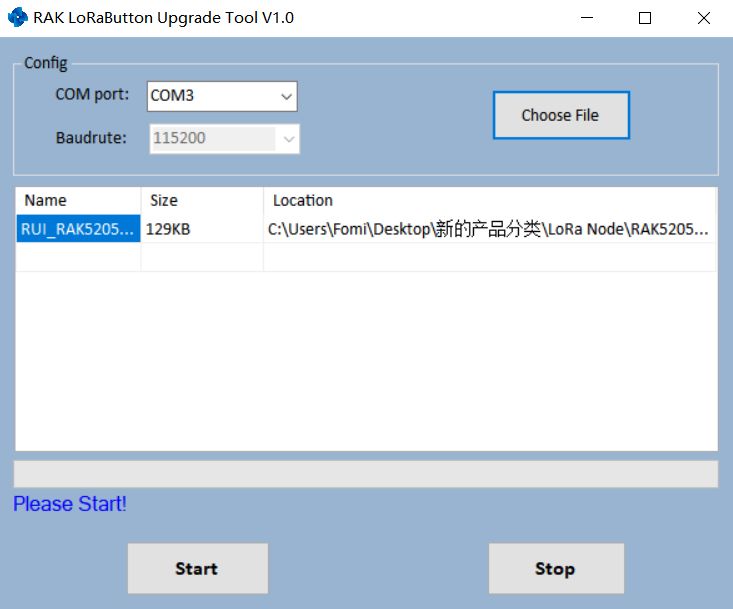 RAK LoRaButton Upgrade Tool V1.0
Config
COM port: COM3
Choose File
Baudrute: 115200
Name Size Location
RUI_RAK5205... 129KB C:\Users\Fomi\Desktop\新的产品分类\LoRa Node\RAK5205...
Please Start!
Start Stop